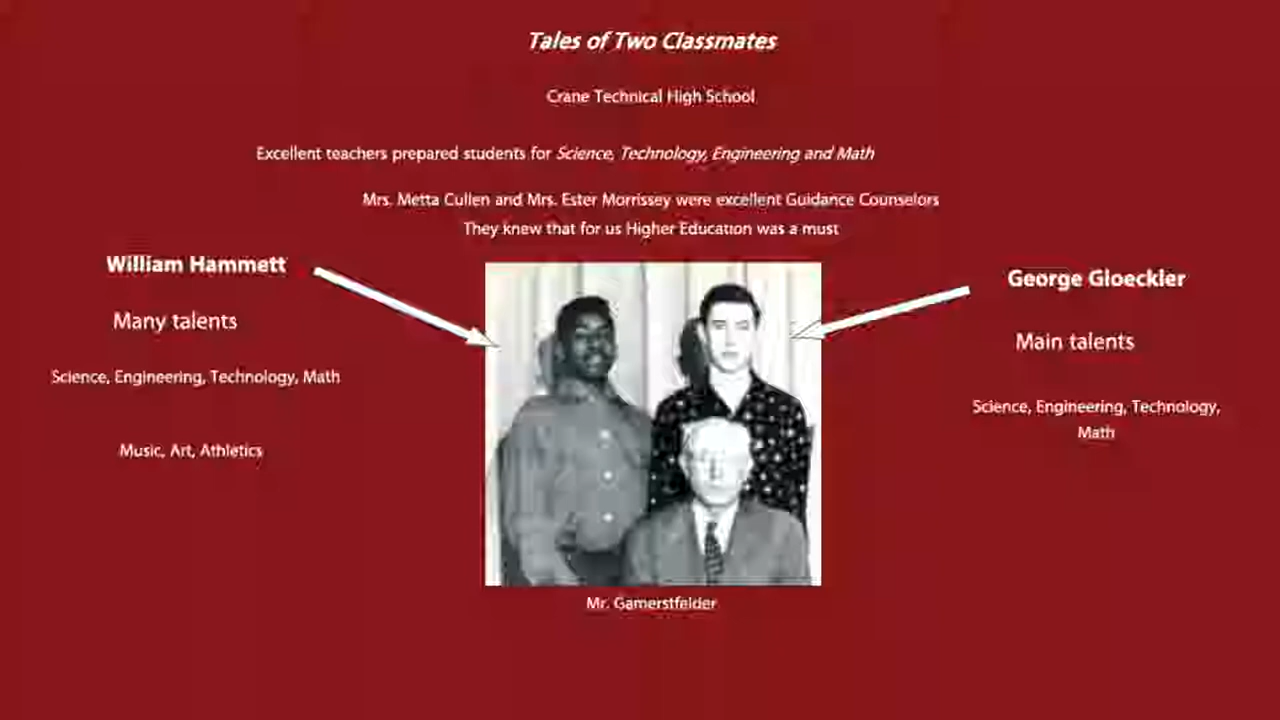 Tales of Two Classmates
Crane Technical High School
Excellent teachers prepared students for Science, Technology, Engineering and Math
Mrs. Metta Cullen and Mrs. Ester Morrissey were excellent Guidance Counselors
They knew that for us Higher Education was a must
William Hammett
Many talents
Science, Engineering, Technology, Math
Music, Art, Athletics
George Gloeckler
Main talents
Science, Engineering, Technology,
Math
Mr. Gamerstfelder